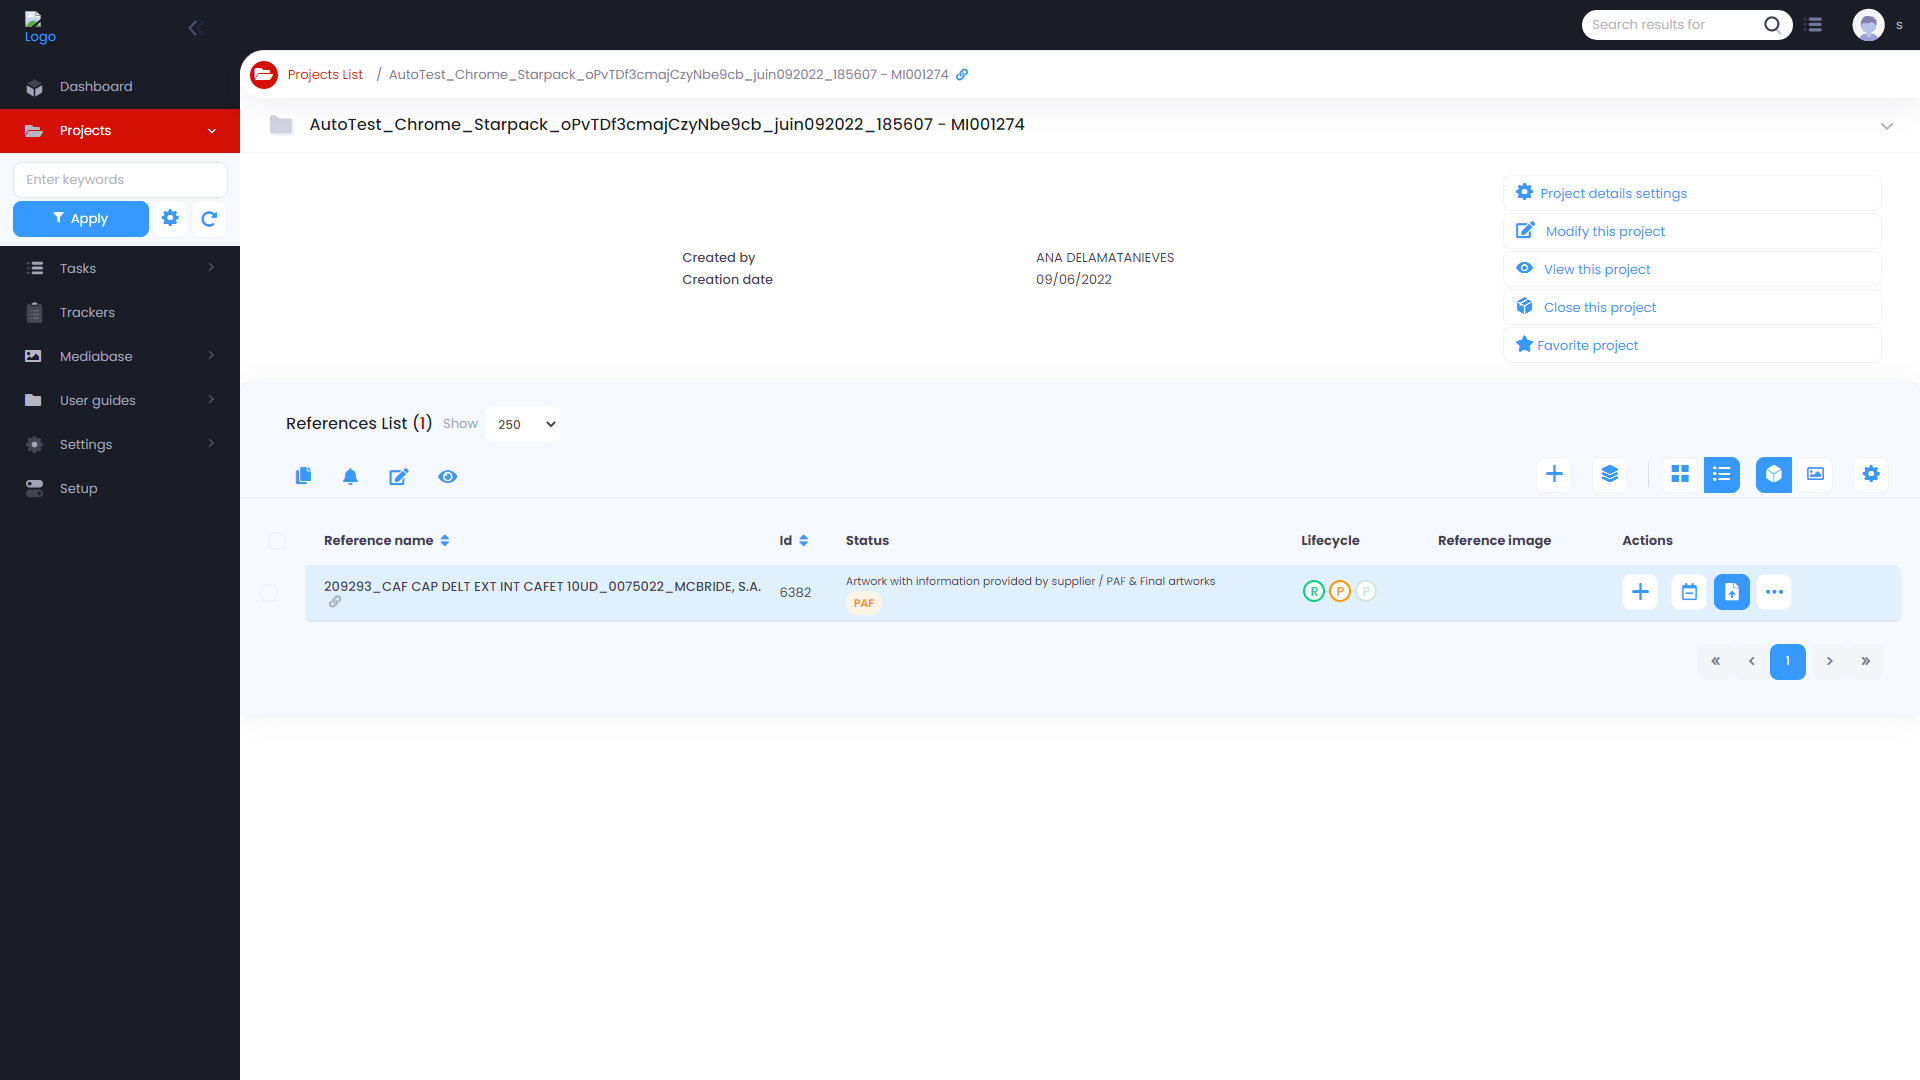 Logo
Search results for
s
Dashboard
Projects
Enter keywords
Apply
Tasks
Trackers
Mediabase
User guides
Settings
Setup
Projects List / AutoTest_Chrome_Starpack_oPvTDf3cmajCzyNbe9cb_juin092022_185607 - MI001274
AutoTest_Chrome_Starpack_oPvTDf3cmajCzyNbe9cb_juin092022_185607 - MI001274
Created by ANA DELAMATANIEVES
Creation date 09/06/2022
Project details settings
Modify this project
View this project
Close this project
Favorite project
References List (1) Show 250
Reference name Id Status Lifecycle Reference image Actions
209293_CAF CAP DELT EXT INT CAFET 10UD_0075022_MCBRIDE, S.A. 6382 Artwork with information provided by supplier / PAF & Final artworks
PAF
R P P
« ‹ 1 › »